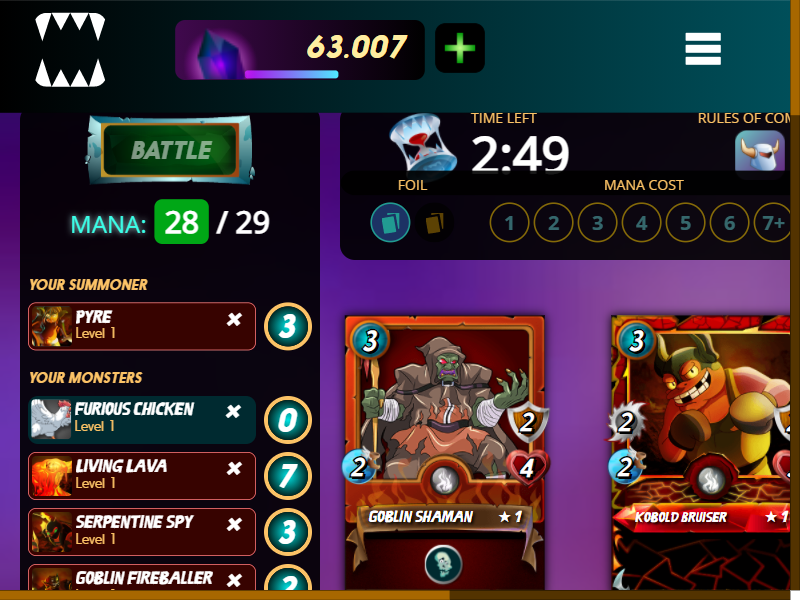 63.007
BATTLE
MANA: 28 / 29
YOUR SUMMONER
PYRE
Level 1
3
YOUR MONSTERS
FURIOUS CHICKEN
Level 1
0
LIVING LAVA
Level 1
7
SERPENTINE SPY
Level 1
3
GOBLIN FIREBALLER
TIME LEFT
2:49
RULES OF COM
FOIL
MANA COST
1 2 3 4 5 6 7+
3
2
2
4
GOBLIN SHAMAN ★ 1
3
2
2
KOBOLD BRUISER ★ 1